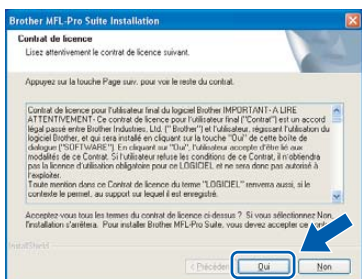 Brother MFL-Pro Suite Installation
Contrat de licence
Lisez attentivement le contrat de licence suivant.
Appuyez sur la touche Page suiv. pour voir le reste du contrat.
Contrat de licence pour l'utilisateur final du logiciel Brother IMPORTANT- A LIRE
ATTENTIVEMENT- Ce contrat de licence pour l'utilisateur final ("Contrat") est un accord
légal passé entre Brother Industries, Ltd. (" Brother") et l'utilisateur, régissant l'utilisation du
logiciel Brother, et qui sera installé en cliquant sur la touche "Oui" de cette boîte de
dialogue ("SOFTWARE"). En cliquant sur "Oui", l'utilisateur accepte d'être lié aux
modalités de ce Contrat. Si l'utilisateur refuse les conditions de ce Contrat, il n'obtiendra
pas la licence d'utilisation obligatoire pour ce LOGICIEL et ne sera donc pas autorisé à
l'exploiter.
Toute mention dans ce Contrat de licence du terme "LOGICIEL" renverra aussi, si le
contexte le permet, au support sur lequel il est enregistré.
Acceptez-vous tous les termes du contrat de licence ci-dessus ? Si vous sélectionnez Non,
l'installation s'arrêtera. Pour installer Brother MFL-Pro Suite, vous devez accepter ce
InstallShield
< Précédent
Oui
Non